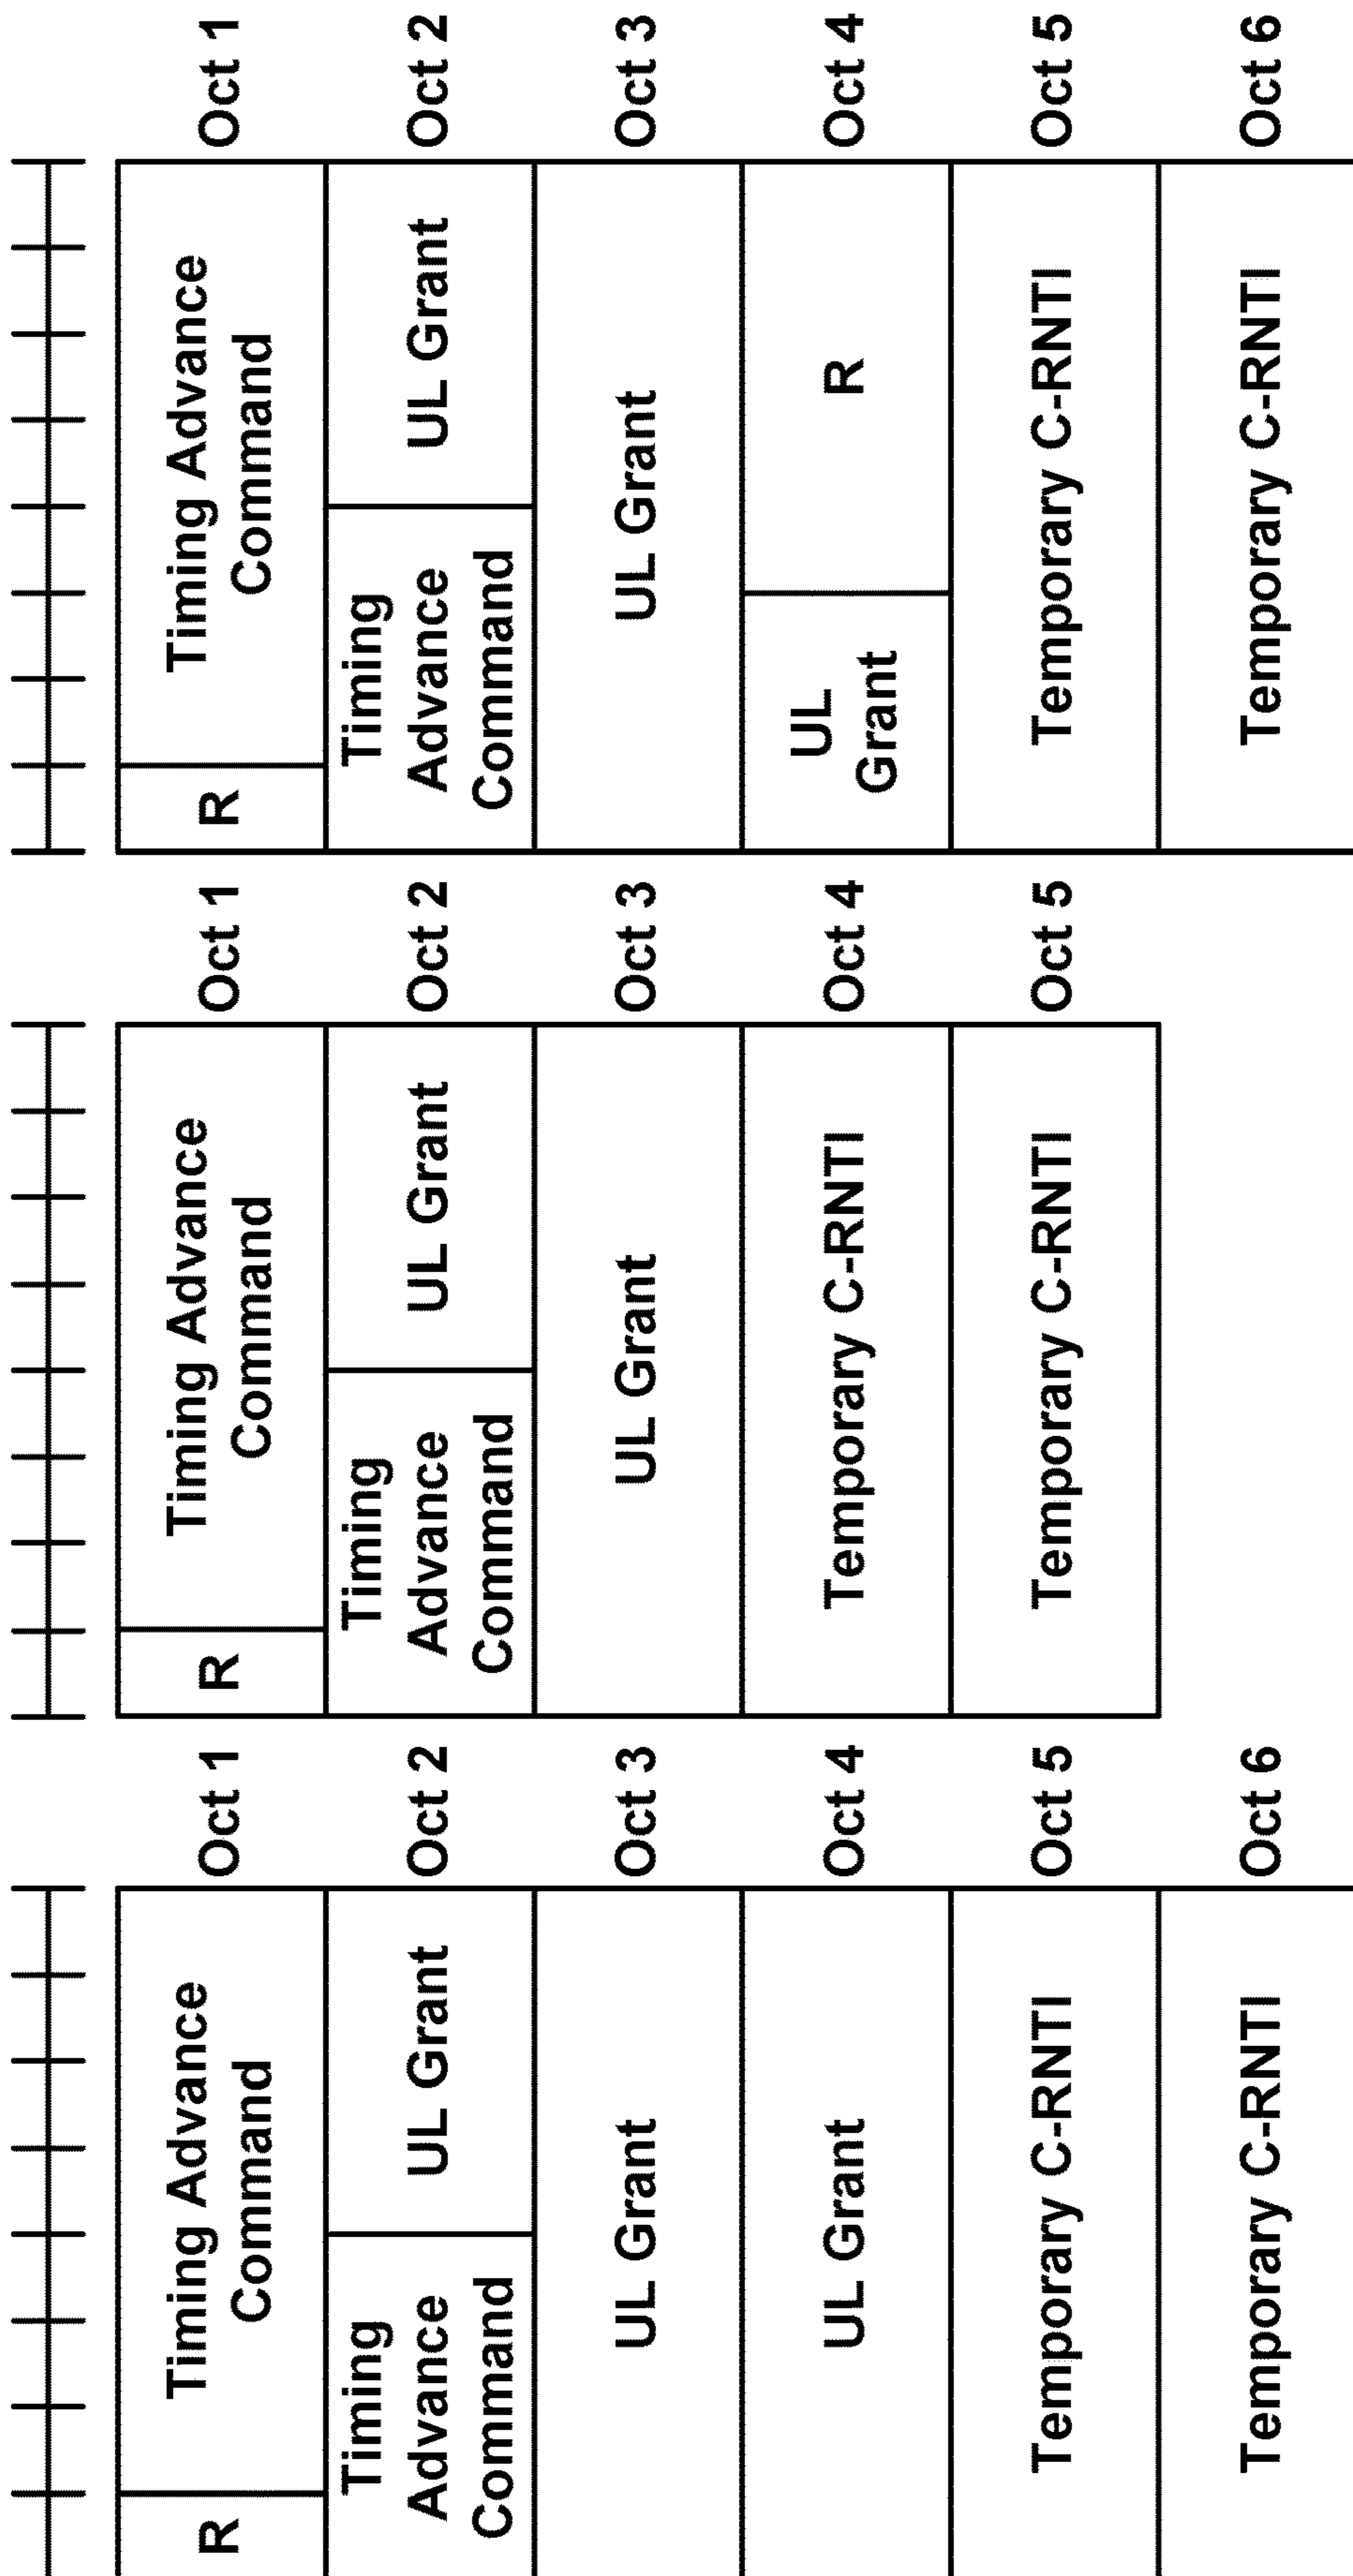 R
Timing Advance
Command
Oct 1
Timing
Advance
Command
UL Grant
Oct 2
UL Grant
Oct 3
UL Grant
Oct 4
Temporary C-RNTI
Oct 5
Temporary C-RNTI
Oct 6
R
Timing Advance
Command
Oct 1
Timing
Advance
Command
UL Grant
Oct 2
UL Grant
Oct 3
Temporary C-RNTI
Oct 4
Temporary C-RNTI
Oct 5
R
Timing Advance
Command
Oct 1
Timing
Advance
Command
UL Grant
Oct 2
UL Grant
Oct 3
UL
Grant
R
Oct 4
Temporary C-RNTI
Oct 5
Temporary C-RNTI
Oct 6